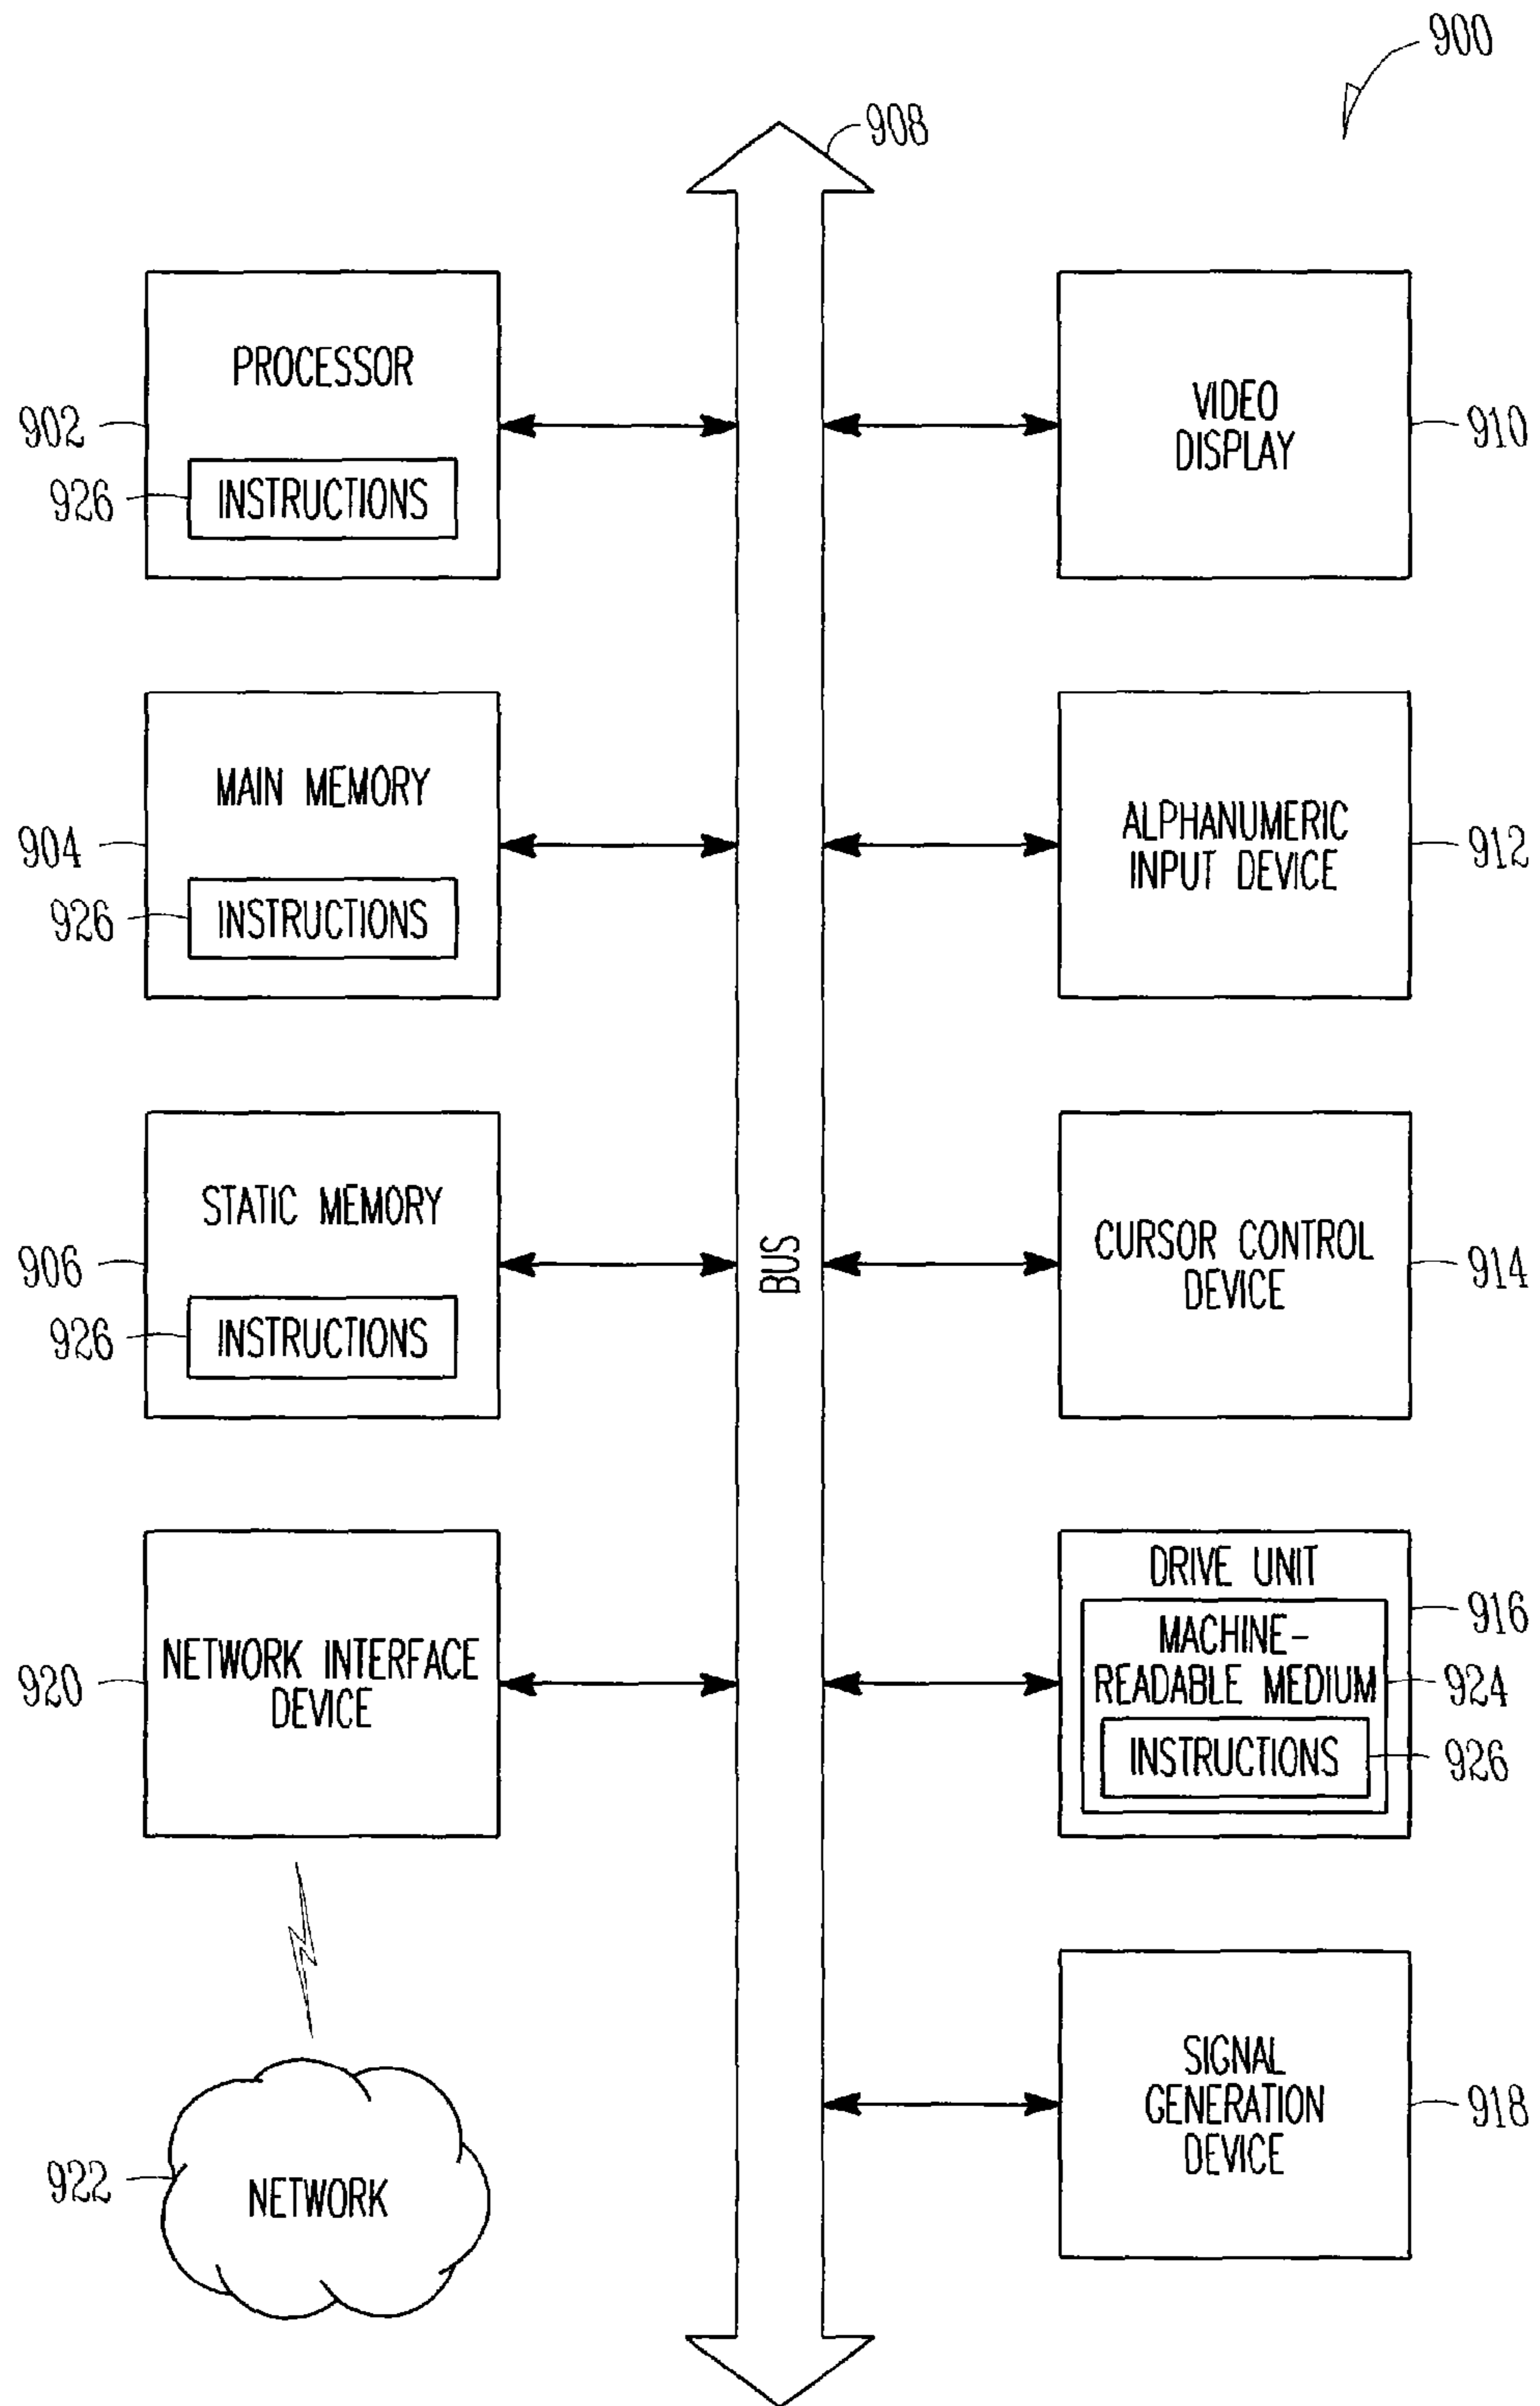 900
908
PROCESSOR
902
926
INSTRUCTIONS
VIDEO
DISPLAY
910
MAIN MEMORY
904
926
INSTRUCTIONS
ALPHANUMERIC
INPUT DEVICE
912
STATIC MEMORY
906
926
INSTRUCTIONS
BUS
CURSOR CONTROL
DEVICE
914
NETWORK INTERFACE
DEVICE
920
DRIVE UNIT
916
MACHINE-
READABLE MEDIUM
924
INSTRUCTIONS
926
922
NETWORK
SIGNAL
GENERATION
DEVICE
918